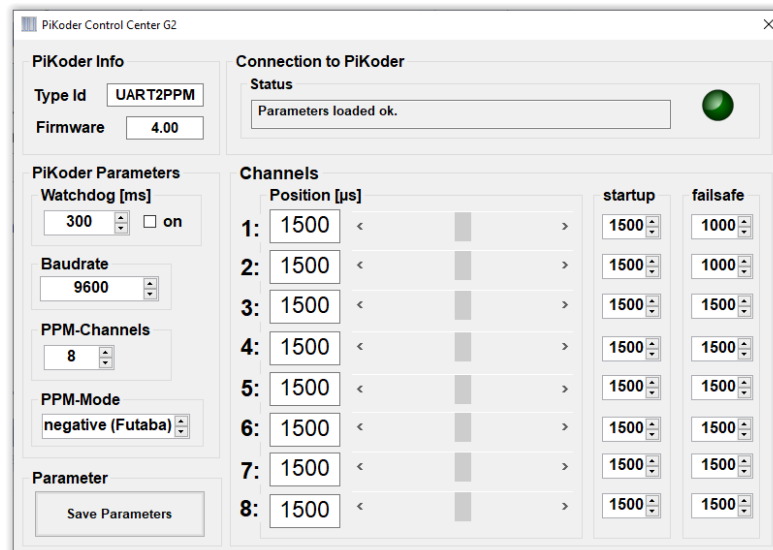 PiKoder Control Center G2
PiKoder Info
Type Id UART2PPM
Firmware 4.00
Connection to PiKoder
Status
Parameters loaded ok.
PiKoder Parameters
Watchdog [ms]
300 on
Baudrate
9600
PPM-Channels
8
PPM-Mode
negative (Futaba)
Parameter
Save Parameters
Channels
Position [µs] startup failsafe
1: 1500 < > 1500 1000
2: 1500 < > 1500 1000
3: 1500 < > 1500 1500
4: 1500 < > 1500 1500
5: 1500 < > 1500 1500
6: 1500 < > 1500 1500
7: 1500 < > 1500 1500
8: 1500 < > 1500 1500